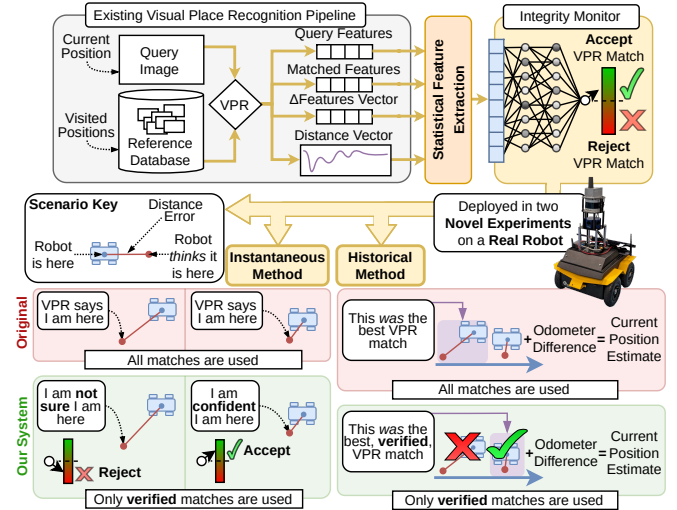 Existing Visual Place Recognition Pipeline
Current
Position
Query
Image
Visited
Positions
Reference
Database
VPR
Query Features
Matched Features
ΔFeatures Vector
Distance Vector
Statistical Feature
Extraction
Integrity Monitor
Accept
VPR Match
Reject
VPR Match
Scenario Key
Distance
Error
Robot
is here
Robot
thinks it
is here
Instantaneous
Method
Historical
Method
Deployed in two
Novel Experiments
on a Real Robot
Original
VPR says
I am here
VPR says
I am here
All matches are used
This was the
best VPR
match
+ Odometer
Difference
= Current
Position
Estimate
All matches are used
Our System
I am not
sure I am
here
Reject
I am
confident
I am here
Accept
Only verified matches are used
This was the
best, verified,
VPR match
+ Odometer
Difference
= Current
Position
Estimate
Only verified matches are used